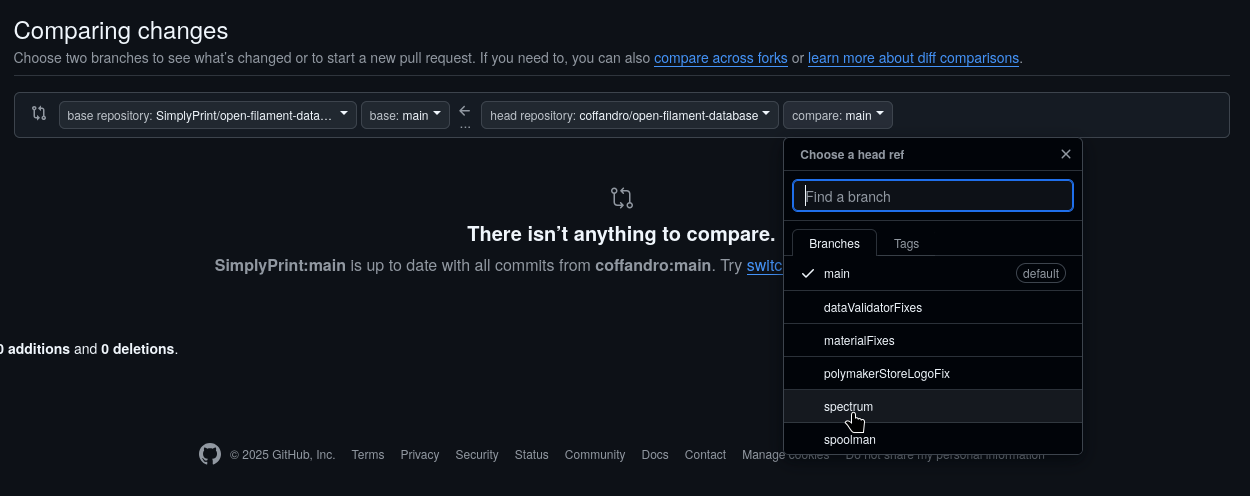 Comparing changes
Choose two branches to see what's changed or to start a new pull request. If you need to, you can also compare across forks or learn more about diff comparisons.
base repository: SimplyPrint/open-filament-data... base: main ... head repository: coffandro/open-filament-database compare: main
Choose a head ref
Find a branch
Branches Tags
main default
dataValidatorFixes
materialFixes
polymakerStoreLogoFix
spectrum
spoolman
There isn't anything to compare.
SimplyPrint:main is up to date with all commits from coffandro:main. Try switc
0 additions and 0 deletions.
© 2025 GitHub, Inc. Terms Privacy Security Status Community Docs Contact Manage cookies Do not share my personal information